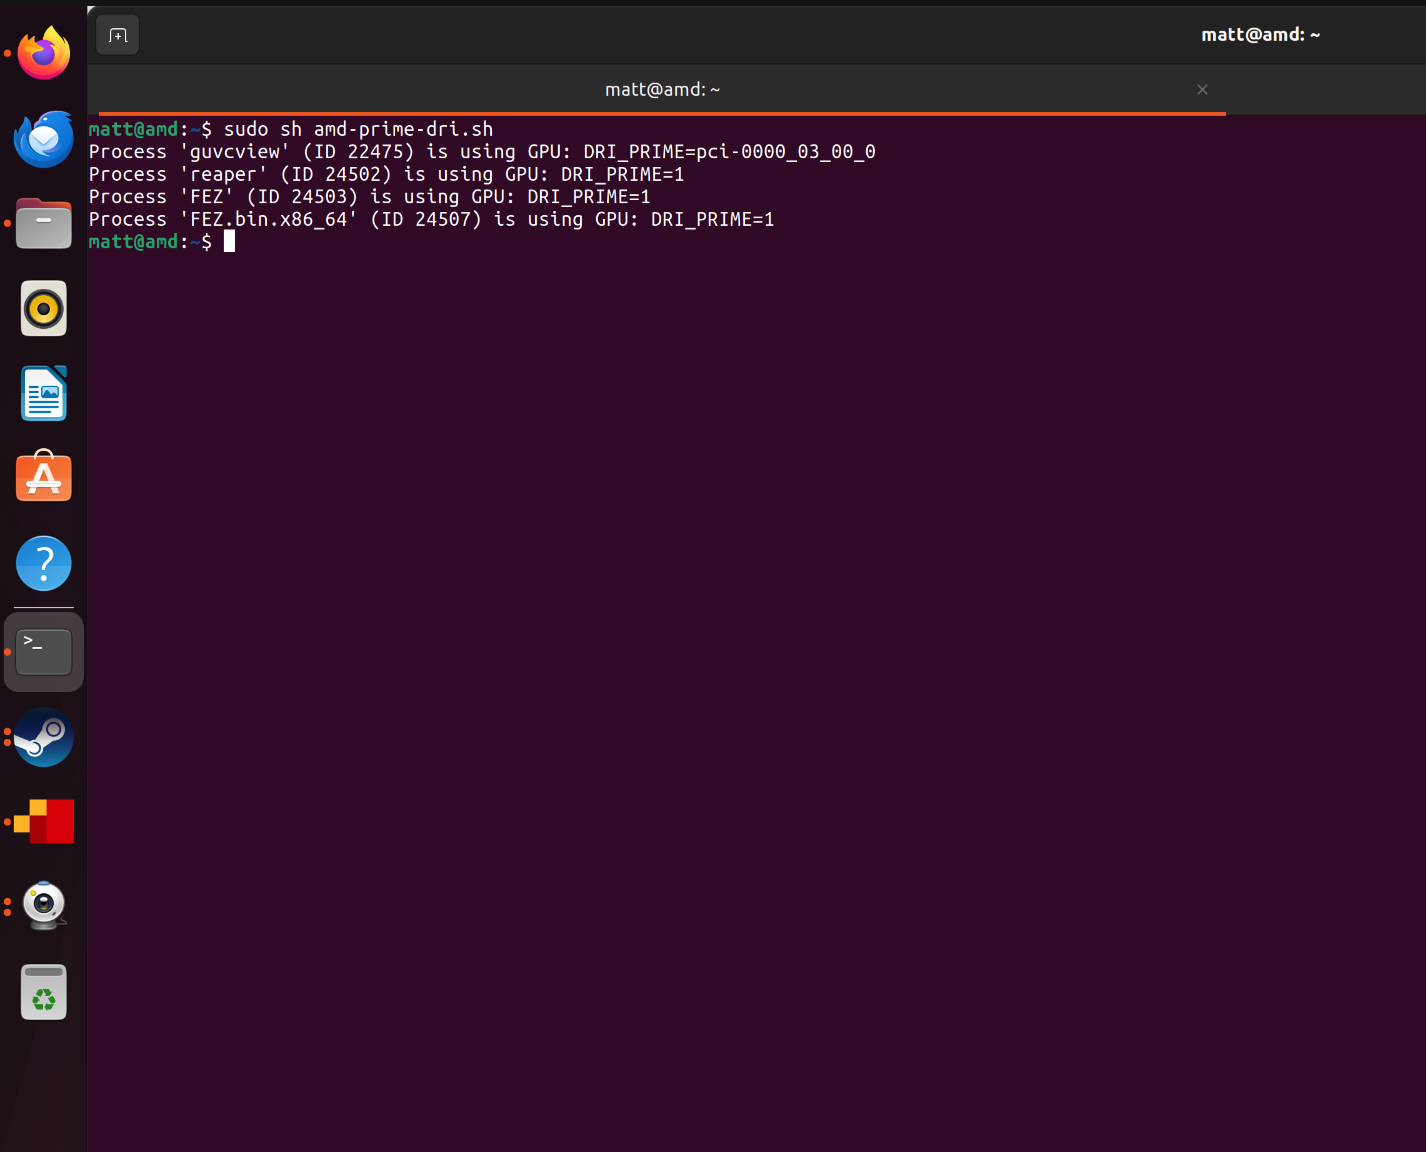 matt@amd: ~
matt@amd: ~
matt@amd:~$ sudo sh amd-prime-dri.sh
Process 'guvcview' (ID 22475) is using GPU: DRI_PRIME=pci-0000_03_00_0
Process 'reaper' (ID 24502) is using GPU: DRI_PRIME=1
Process 'FEZ' (ID 24503) is using GPU: DRI_PRIME=1
Process 'FEZ.bin.x86_64' (ID 24507) is using GPU: DRI_PRIME=1
matt@amd:~$